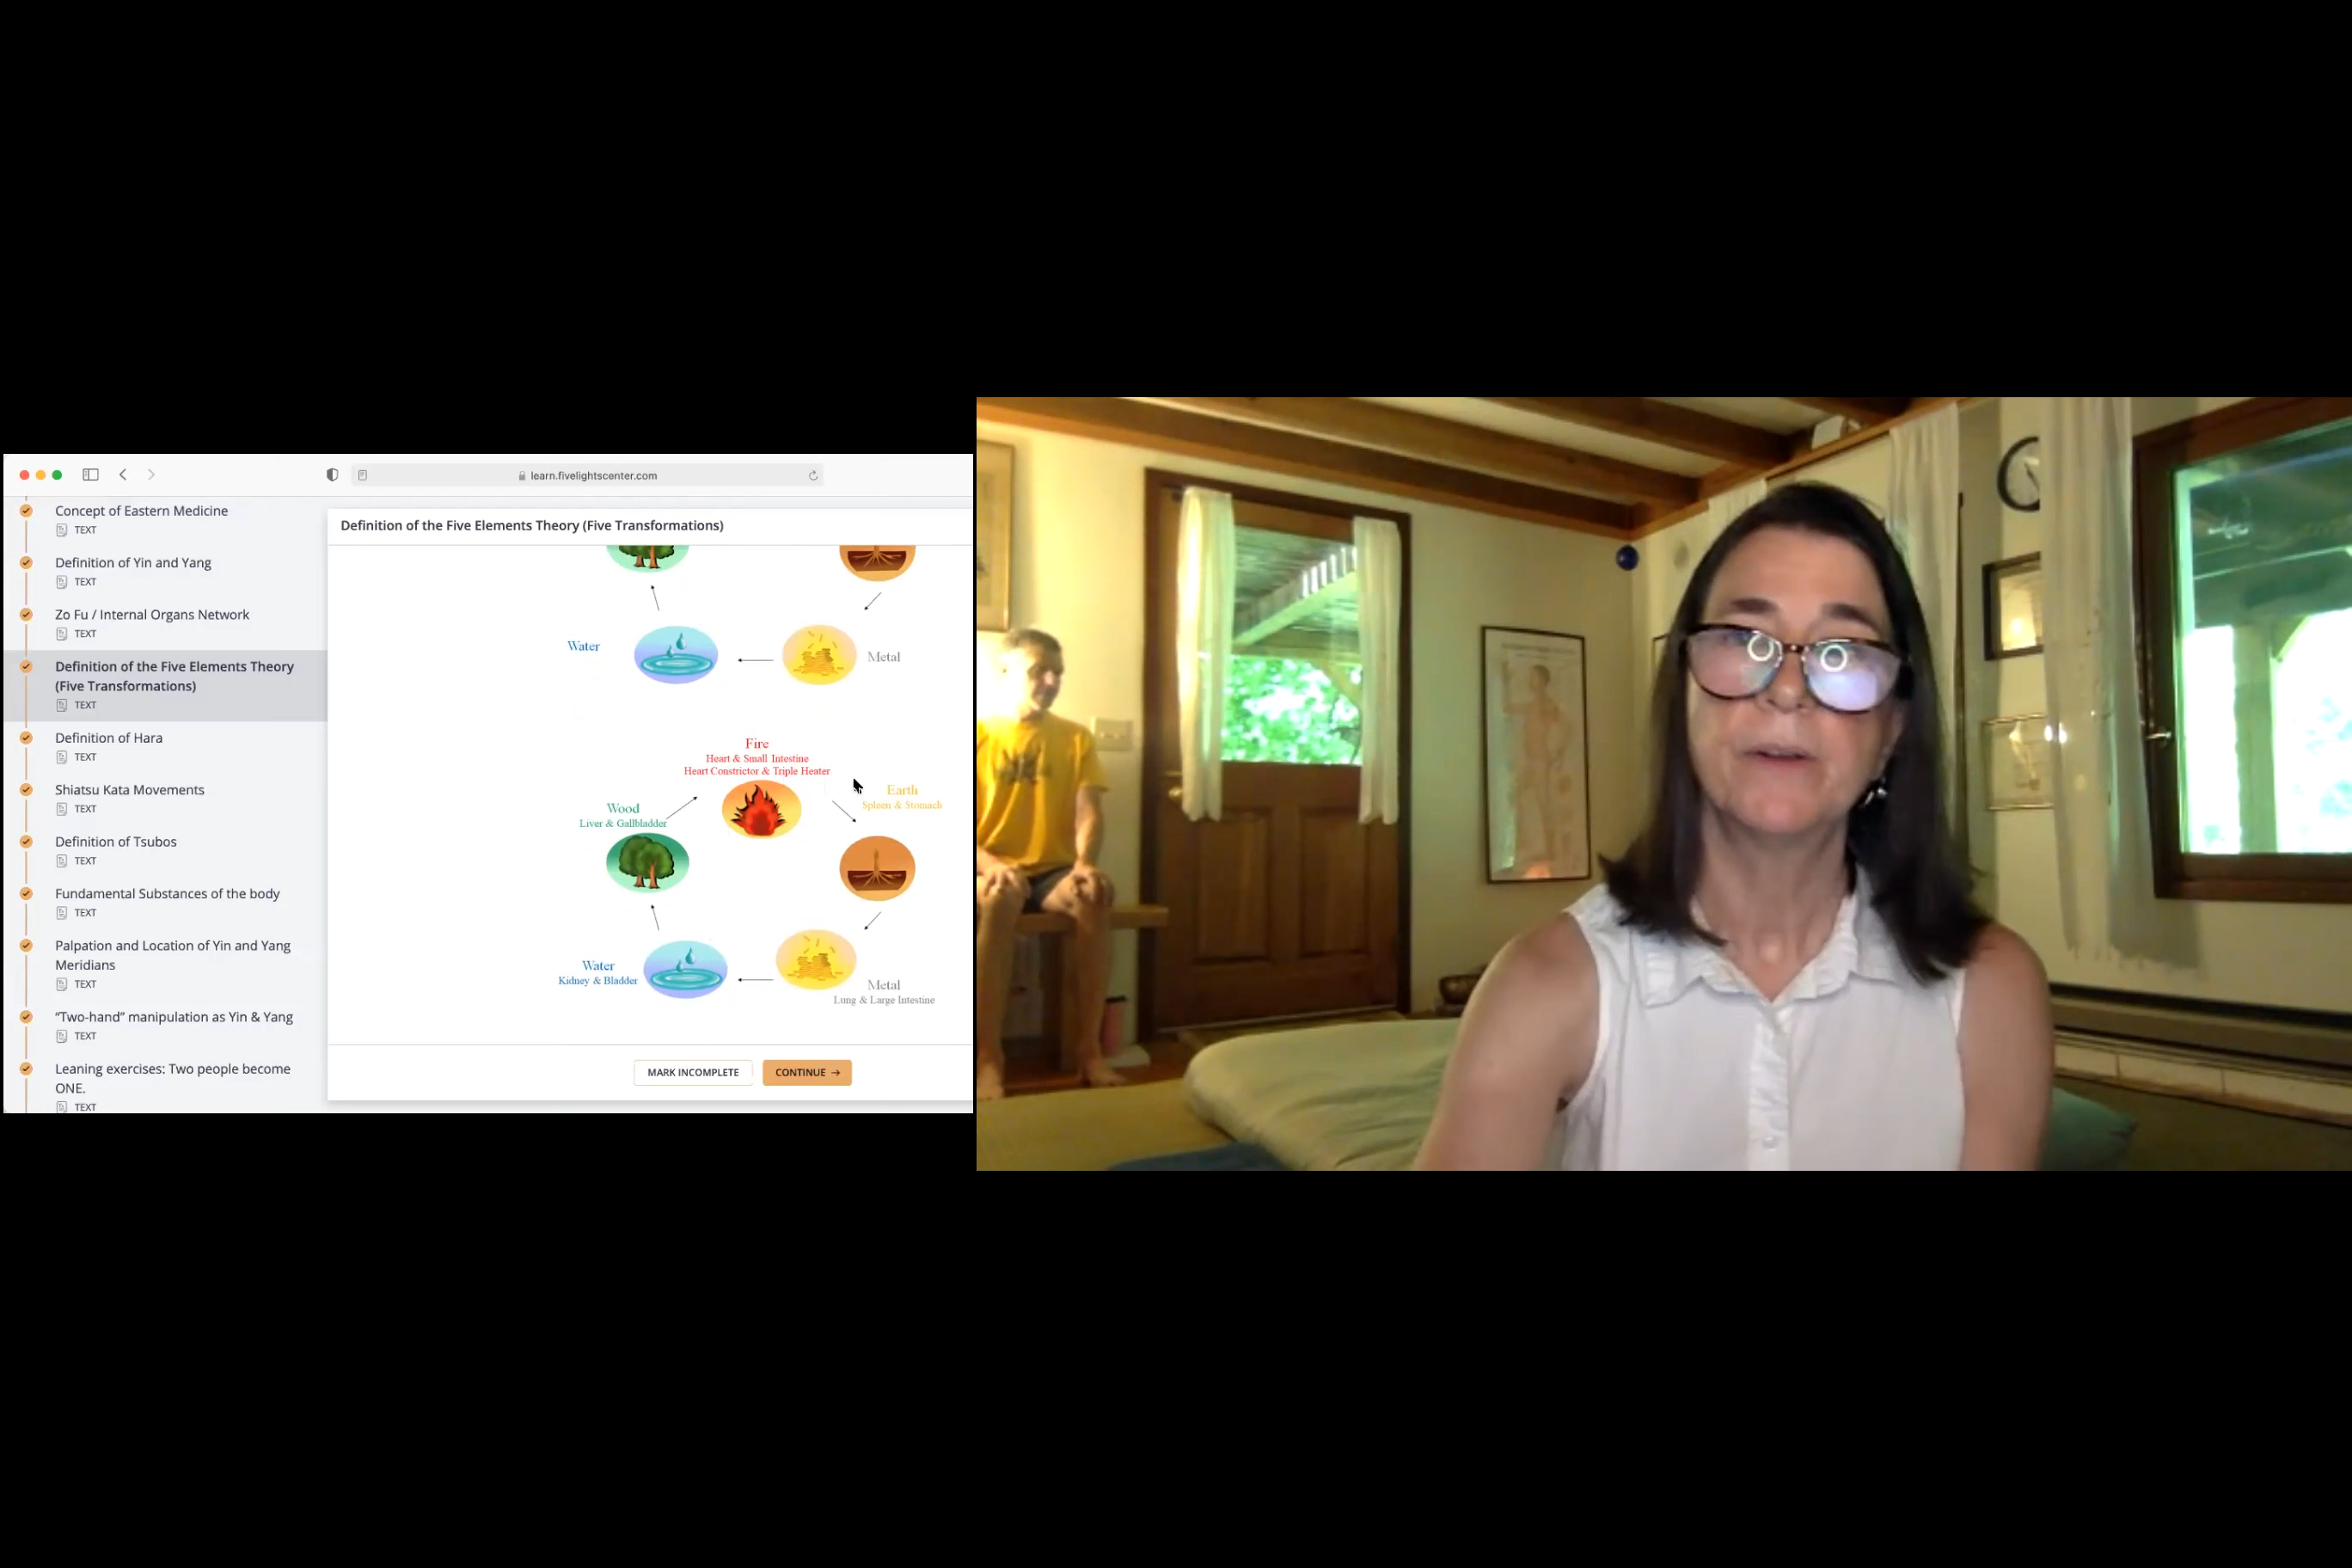 learn.fivelightscenter.com
Concept of Eastern Medicine
TEXT
Definition of Yin and Yang
TEXT
Zo Fu / Internal Organs Network
TEXT
Definition of the Five Elements Theory
(Five Transformations)
TEXT
Definition of Hara
TEXT
Shiatsu Kata Movements
TEXT
Definition of Tsubos
TEXT
Fundamental Substances of the body
TEXT
Palpation and Location of Yin and Yang
Meridians
TEXT
“Two-hand” manipulation as Yin & Yang
TEXT
Leaning exercises: Two people become
ONE.
TEXT
Definition of the Five Elements Theory (Five Transformations)
Water
Metal
Fire
Heart & Small Intestine
Heart Constrictor & Triple Heater
Earth
Spleen & Stomach
Wood
Liver & Gallbladder
Water
Kidney & Bladder
Metal
Lung & Large Intestine
MARK INCOMPLETE
CONTINUE →